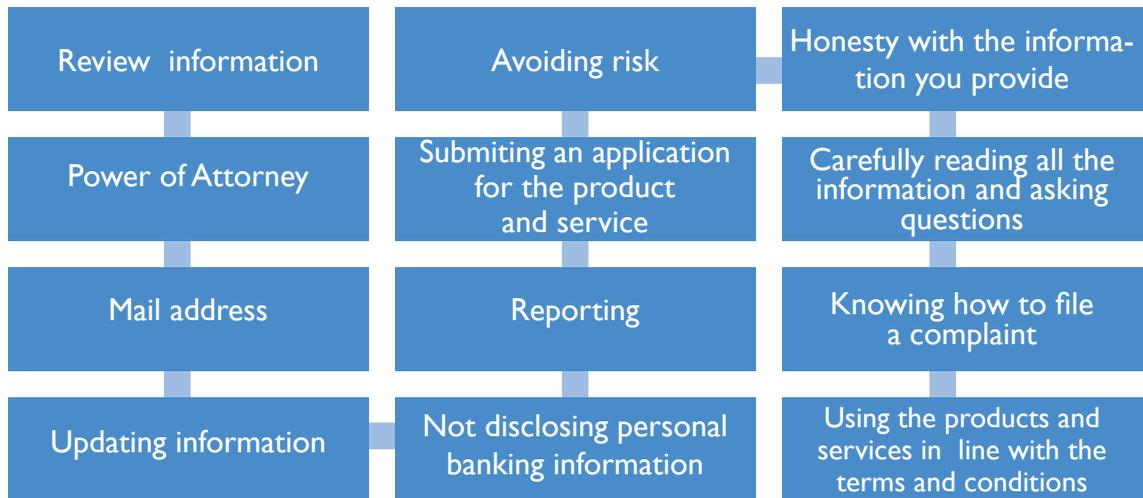 Review  information
Power of Attorney
Mail address
Updating information
Avoiding risk
Submiting an application
for the product
and service
Reporting
Not disclosing personal
banking information
Honesty with the informa-
tion you provide
Carefully reading all the
information and asking
questions
Knowing how to file
a complaint
Using the products and
services in  line with the
terms and conditions